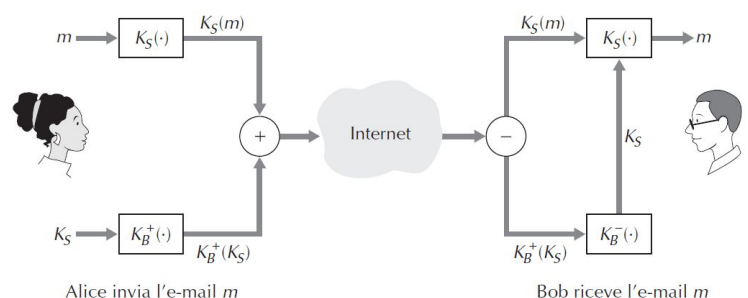 m
K_S(·)
K_S(m)
+
K_S
K_B^+(·)
K_B^+(K_S)
Alice invia l'e-mail m
Internet
−
K_S(m)
K_S(·)
m
K_S
K_B^+(K_S)
K_B^−(·)
Bob riceve l'e-mail m